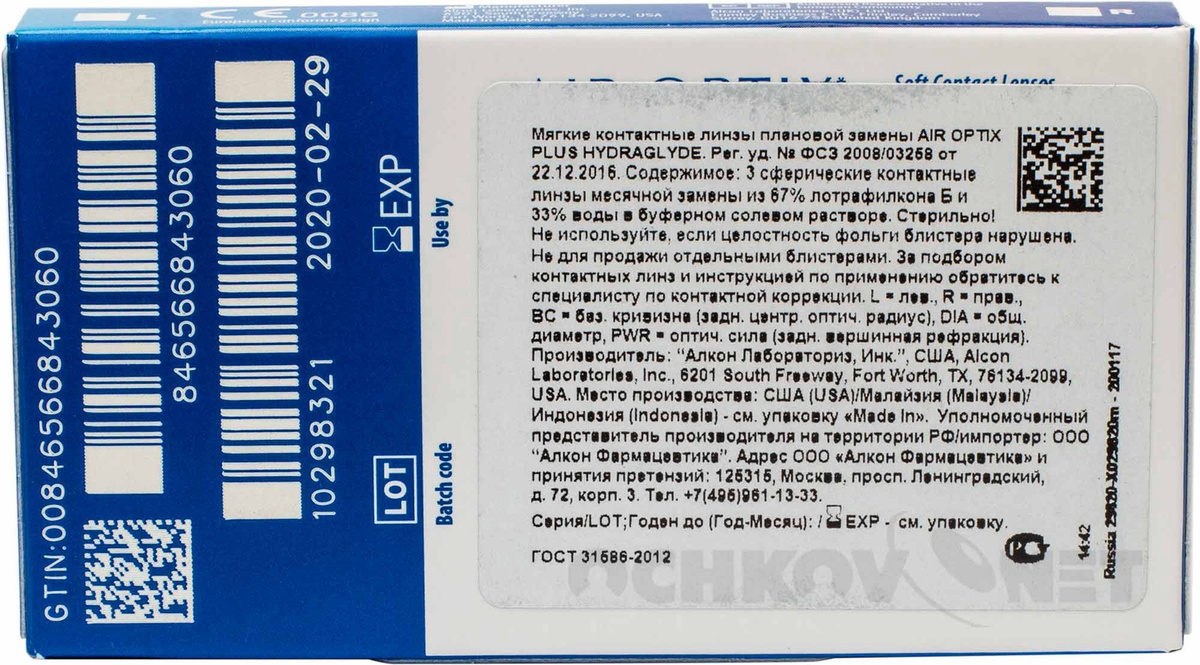 L
CE 0086
AIR OPTIX
Soft Contact Lenses
R
GTIN:00846566843060
846566843060
2020-02-29
10298321
EXP
Use by
LOT
Batch code
Мягкие контактные линзы плановой замены AIR OPTIX
PLUS HYDRAGLYDE. Рег. уд. № ФСЗ 2008/03258 от
22.12.2016. Содержимое: 3 сферические контактные
линзы месячной замены из 67% лотрафилкона Б и
33% воды в буферном солевом растворе. Стерильно!
Не используйте, если целостность фольги блистера нарушена.
Не для продажи отдельными блистерами. За подбором
контактных линз и инструкцией по применению обратитесь к
специалисту по контактной коррекции. L = лев., R = прав.,
BC = баз. кривизна (задн. центр. оптич. радиус), DIA = общ.
диаметр, PWR = оптич. сила (задн. вершинная рефракция).
Производитель: "Алкон Лабораториз, Инк.", США, Alcon
Laboratories, Inc., 6201 South Freeway, Fort Worth, TX, 76134-2099,
USA. Место производства: США (USA)/Малайзия (Malaysia)/
Индонезия (Indonesia) - см. упаковку «Made In». Уполномоченный
представитель производителя на территории РФ/импортер: ООО
"Алкон Фармацевтика". Адрес ООО «Алкон Фармацевтика» и
принятия претензий: 125315, Москва, просп. Ленинградский,
д. 72, корп. 3. Тел. +7(495)961-13-33.
Серия/LOT;Годен до (Год-Месяц): / EXP - см. упаковку.
ГОСТ 31586-2012
14:42
Russia 29820-X029820m - 200117
OCHKOV NET